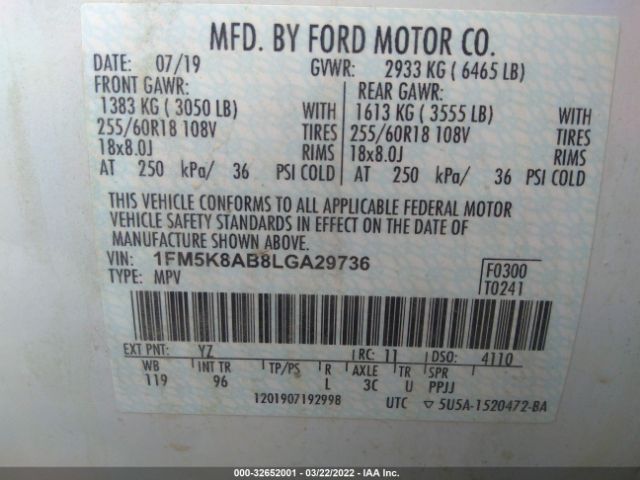 MFD. BY FORD MOTOR CO.
DATE: 07/19 GVWR: 2933 KG ( 6465 LB)
FRONT GAWR: REAR GAWR:
1383 KG ( 3050 LB) WITH 1613 KG ( 3555 LB) WITH
255/60R18 108V TIRES 255/60R18 108V TIRES
18x8.0J RIMS 18x8.0J RIMS
AT 250 kPa/ 36 PSI COLD AT 250 kPa/ 36 PSI COLD
THIS VEHICLE CONFORMS TO ALL APPLICABLE FEDERAL MOTOR
VEHICLE SAFETY STANDARDS IN EFFECT ON THE DATE OF
MANUFACTURE SHOWN ABOVE.
VIN: 1FM5K8AB8LGA29736 F0300
TYPE: MPV T0241
EXT PNT: YZ RC: 11 DSO: 4110
WB INT TR TP/PS R AXLE TR SPR
119 96 L 3C U PPJJ
1201907192998 UTC ▽ 5U5A-1520472-BA
000-32652001 - 03/22/2022 - IAA Inc.